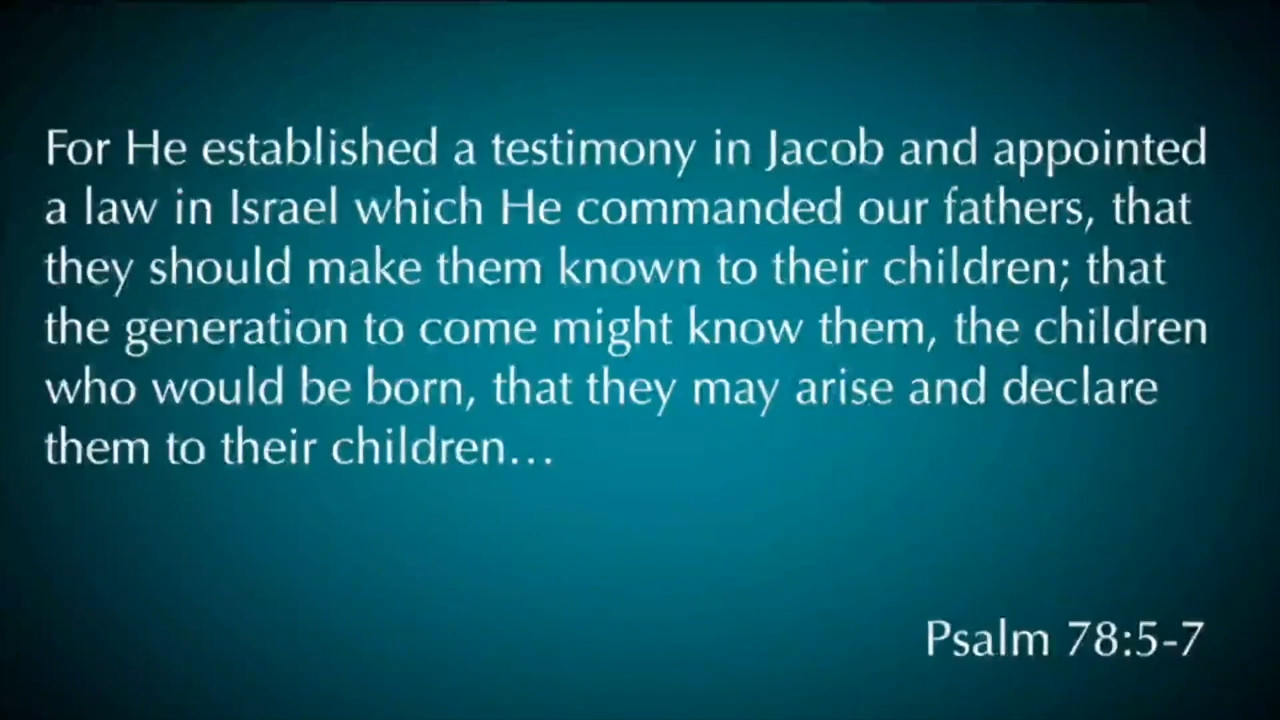 For He established a testimony in Jacob and appointed
a law in Israel which He commanded our fathers, that
they should make them known to their children; that
the generation to come might know them, the children
who would be born, that they may arise and declare
them to their children…
Psalm 78:5-7